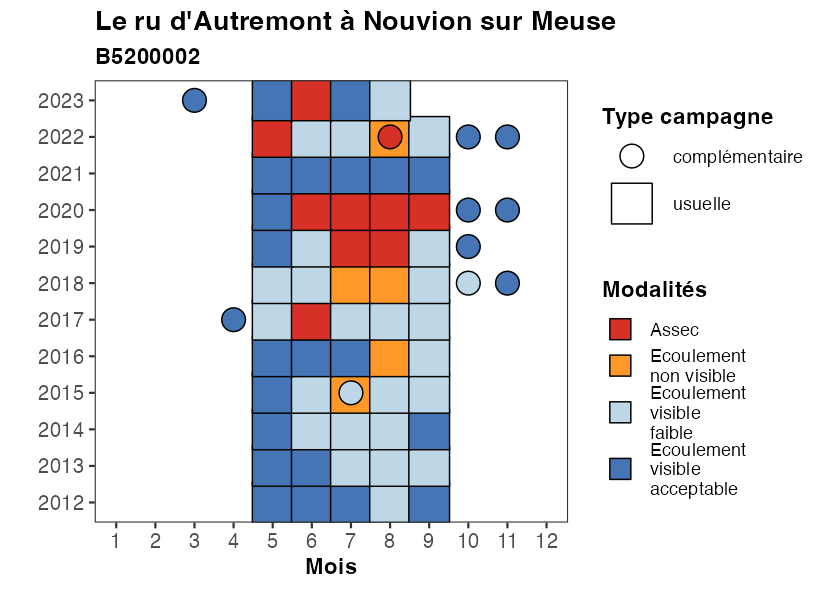 Le ru d'Autremont à Nouvion sur Meuse
B5200002
2023
2022
2021
2020
2019
2018
2017
2016
2015
2014
2013
2012
1 2 3 4 5 6 7 8 9 10 11 12
Mois
Type campagne
complémentaire
usuelle
Modalités
Assec
Ecoulement
non visible
Ecoulement
visible
faible
Ecoulement
visible
acceptable